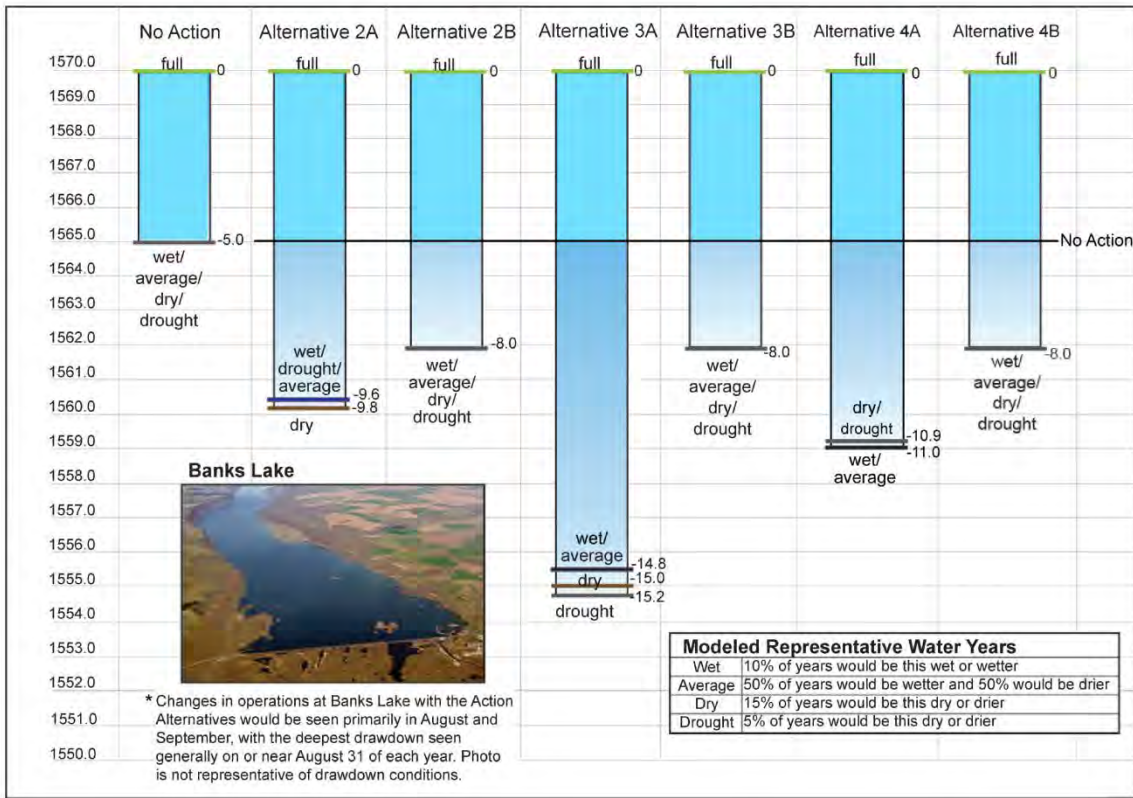 No Action Alternative 2A Alternative 2B Alternative 3A Alternative 3B Alternative 4A Alternative 4B
1570.0 full 0 full 0 full 0 full 0 full 0 full 0 full 0
1569.0
1568.0
1567.0
1566.0
1565.0 -5.0 No Action
wet/
average/
dry/
drought
1564.0
1563.0
1562.0
wet/
drought/
average
-9.6
-9.8
dry
-8.0
wet/
average/
dry/
drought
wet/
average
-14.8
dry
-15.0
-15.2
drought
-8.0
wet/
average/
dry/
drought
dry/
drought
-10.9
-11.0
wet/
average
-8.0
wet/
average/
dry/
drought
1561.0
1560.0
1559.0
1558.0
1557.0
1556.0
1555.0
1554.0
1553.0
1552.0
1551.0
1550.0
Banks Lake
* Changes in operations at Banks Lake with the Action
Alternatives would be seen primarily in August and
September, with the deepest drawdown seen
generally on or near August 31 of each year. Photo
is not representative of drawdown conditions.
Modeled Representative Water Years
Wet 10% of years would be this wet or wetter
Average 50% of years would be wetter and 50% would be drier
Dry 15% of years would be this dry or drier
Drought 5% of years would be this dry or drier